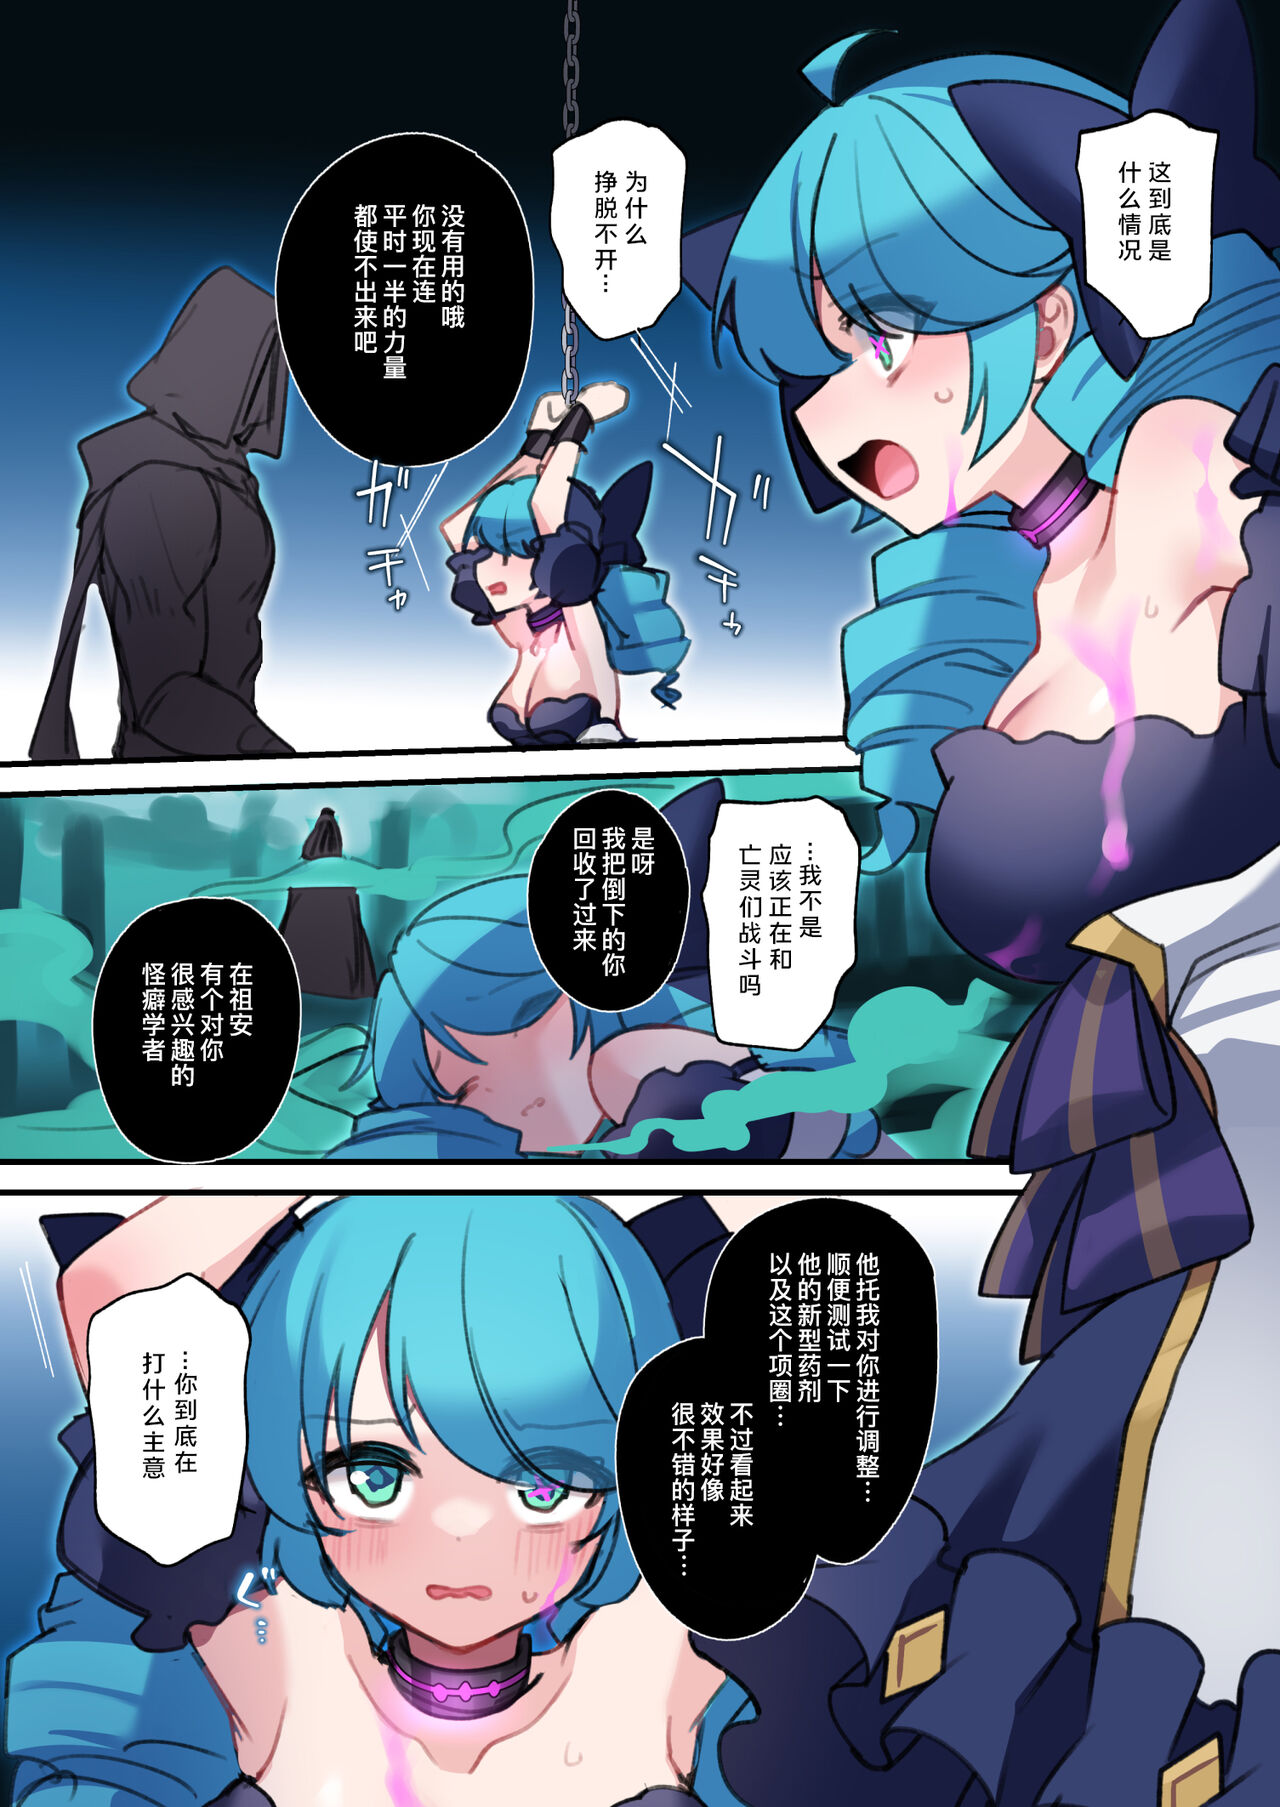 这到底是
什么情况
为什么
挣脱不开…
没有用的哦
你现在连
平时一半的力量
都使不出来吧
ガ
チャ
ガ
チャ
…我不是
应该正在和
亡灵们战斗吗
是呀
我把倒下的你
回收了过来
在祖安
有个对你
很感兴趣的
怪癖学者
他托我对你进行调整…
顺便测试一下
他的新型药剂
以及这个项圈…
不过看起来
效果好像
很不错的样子…
…你到底在
打什么主意
ぐ…